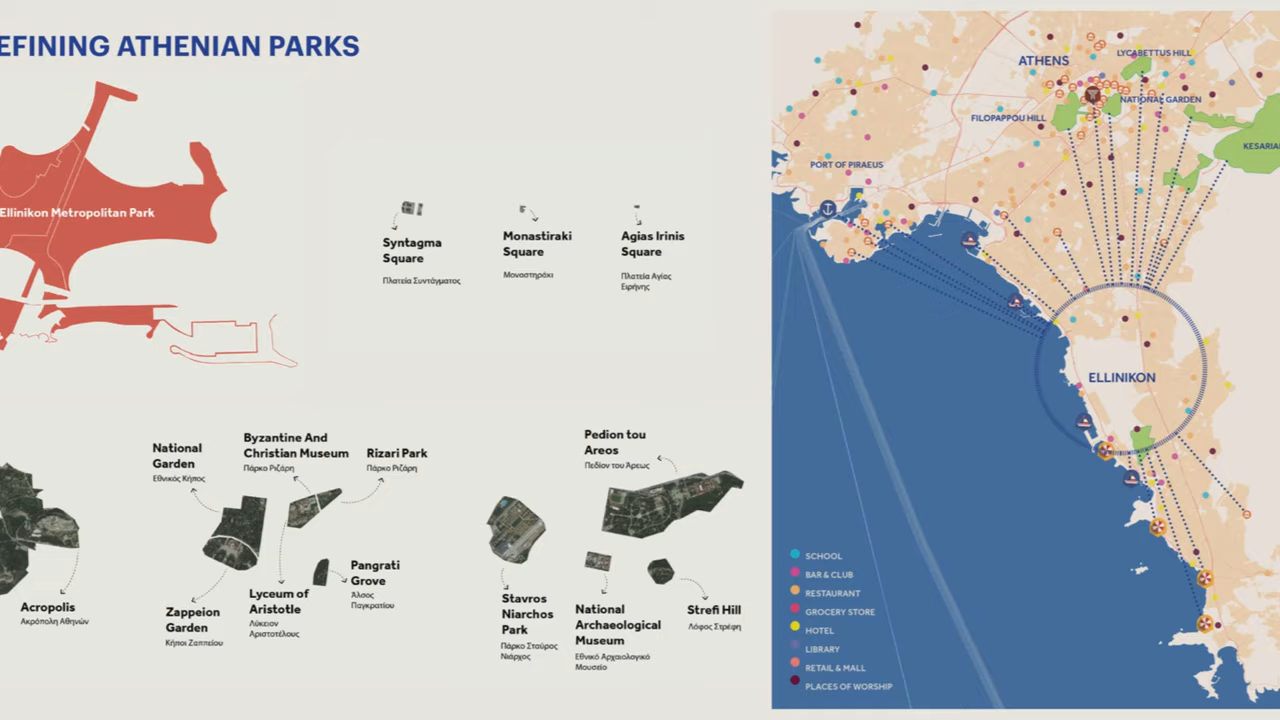 EFINING ATHENIAN PARKS
Ellinikon Metropolitan Park
Syntagma
Square
Πλατεία Συντάγματος
Monastiraki
Square
Μοναστηράκι
Agias Irinis
Square
Πλατεία Αγίας
Ειρήνης
Acropolis
Ακρόπολη Αθηνών
National
Garden
Εθνικός Κήπος
Byzantine And
Christian Museum
Πάρκο Ριζάρη
Rizari Park
Πάρκο Ριζάρη
Zappeion
Garden
Κήποι Ζαππείου
Lyceum of
Aristotle
Λύκειον
Αριστοτέλους
Pangrati
Grove
Άλσος
Παγκρατίου
Pedion tou
Areos
Πεδίον του Άρεως
Stavros
Niarchos
Park
Πάρκο Σταύρος
Νιάρχος
National
Archaeological
Museum
Εθνικό Αρχαιολογικό
Μουσείο
Strefi Hill
Λόφος Στρέφη
ATHENS
LYCABETTUS HILL
NATIONAL GARDEN
FILOPAPPOU HILL
KESARIA
PORT OF PIRAEUS
ELLINIKON
SCHOOL
BAR & CLUB
RESTAURANT
GROCERY STORE
HOTEL
LIBRARY
RETAIL & MALL
PLACES OF WORSHIP